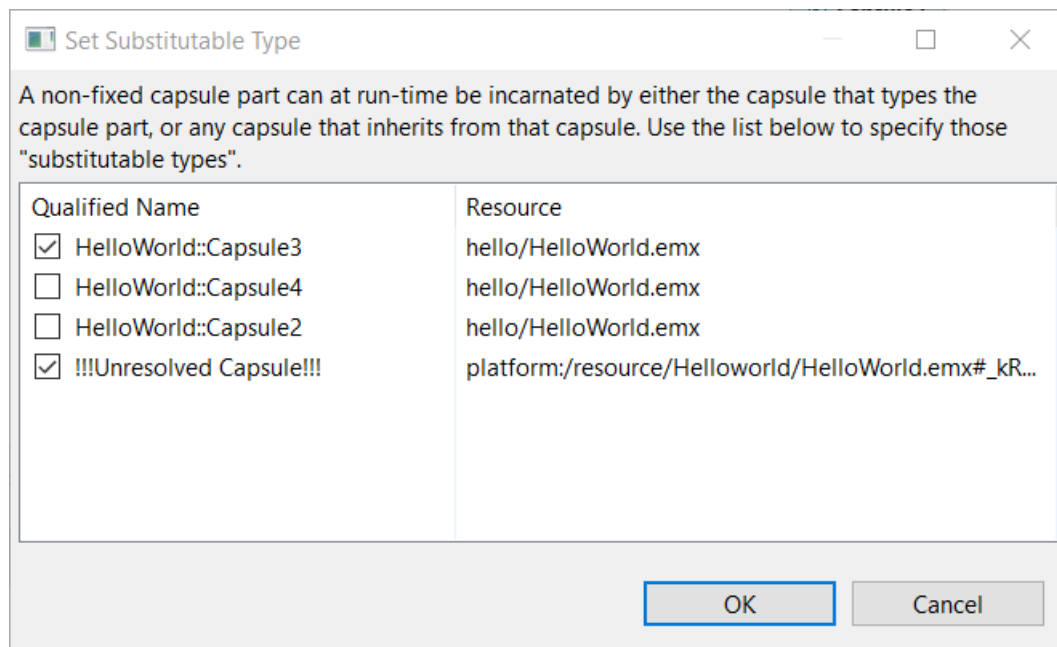 Set Substitutable Type
A non-fixed capsule part can at run-time be incarnated by either the capsule that types the
capsule part, or any capsule that inherits from that capsule. Use the list below to specify those
"substitutable types".
Qualified Name Resource
HelloWorld::Capsule3 hello/HelloWorld.emx
HelloWorld::Capsule4 hello/HelloWorld.emx
HelloWorld::Capsule2 hello/HelloWorld.emx
!!!Unresolved Capsule!!! platform:/resource/Helloworld/HelloWorld.emx#_kR...
OK Cancel